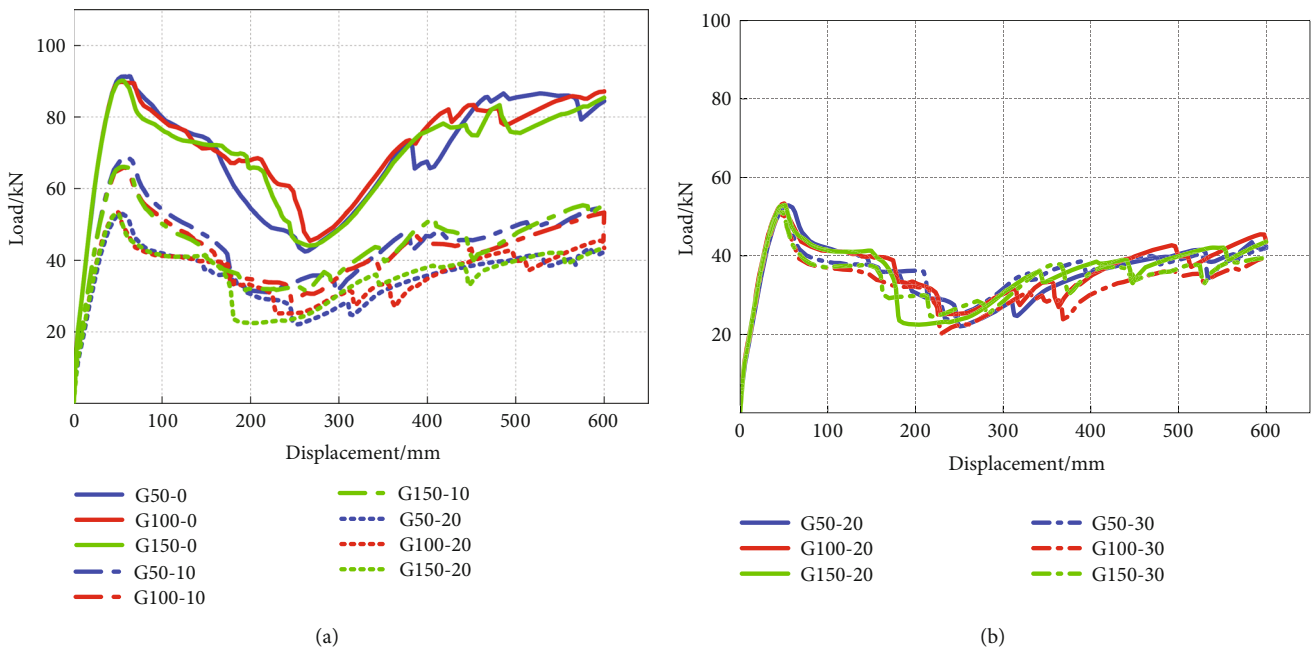 100
80
60
40
20
Load/kN
0 100 200 300 400 500 600
Displacement/mm
G50-0
G100-0
G150-0
G50-10
G100-10
G150-10
G50-20
G100-20
G150-20
(a)
100
80
60
40
20
Load/kN
0 100 200 300 400 500 600
Displacement/mm
G50-20
G100-20
G150-20
G50-30
G100-30
G150-30
(b)